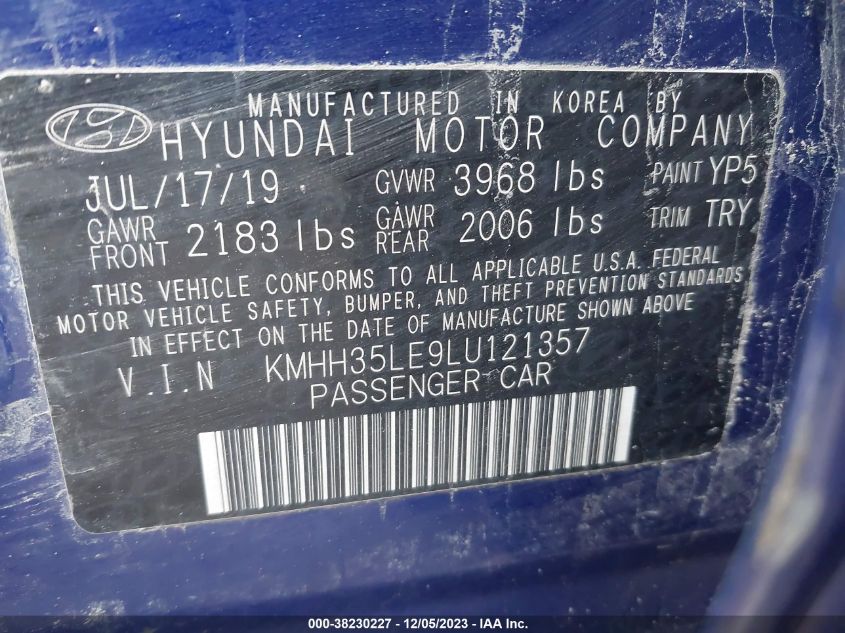 MANUFACTURED IN KOREA BY
HYUNDAI MOTOR COMPANY
JUL/17/19 GVWR 3968 lbs PAINT YP5
GAWR FRONT 2183 lbs GAWR REAR 2006 lbs TRIM TRY
THIS VEHICLE CONFORMS TO ALL APPLICABLE U.S.A. FEDERAL
MOTOR VEHICLE SAFETY, BUMPER, AND THEFT PREVENTION STANDARDS
IN EFFECT ON THE DATE OF MANUFACTURE SHOWN ABOVE
V.I.N KMHH35LE9LU121357
PASSENGER CAR
000-38230227 - 12/05/2023 - IAA Inc.